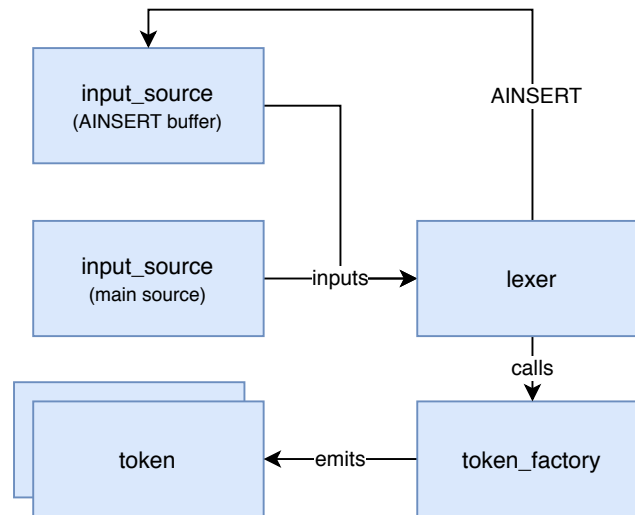 input_source
(AINSERT buffer)
AINSERT
input_source
(main source)
inputs
lexer
calls
token
emits
token_factory